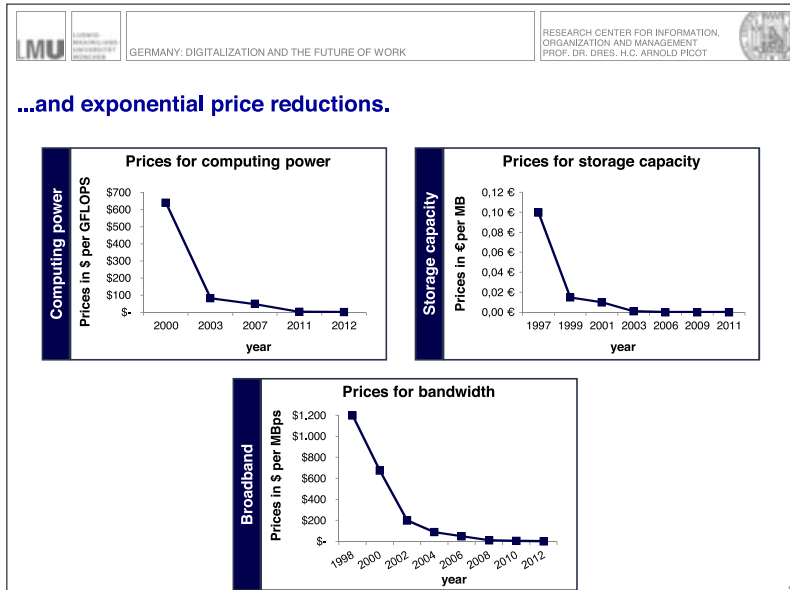 LMU
LUDWIG-
MAXIMILIANS-
UNIVERSITÄT
MÜNCHEN
GERMANY: DIGITALIZATION AND THE FUTURE OF WORK
RESEARCH CENTER FOR INFORMATION,
ORGANIZATION AND MANAGEMENT
PROF. DR. DRES. H.C. ARNOLD PICOT
...and exponential price reductions.
Computing power
Prices for computing power
Prices in $ per GFLOPS
$700
$600
$500
$400
$300
$200
$100
$-
2000 2003 2007 2011 2012
year
Storage capacity
Prices for storage capacity
Prices in € per MB
0,12 €
0,10 €
0,08 €
0,06 €
0,04 €
0,02 €
0,00 €
1997 1999 2001 2003 2006 2009 2011
year
Broadband
Prices for bandwidth
Prices in $ per MBps
$1.200
$1.000
$800
$600
$400
$200
$-
1998 2000 2002 2004 2006 2008 2010 2012
year